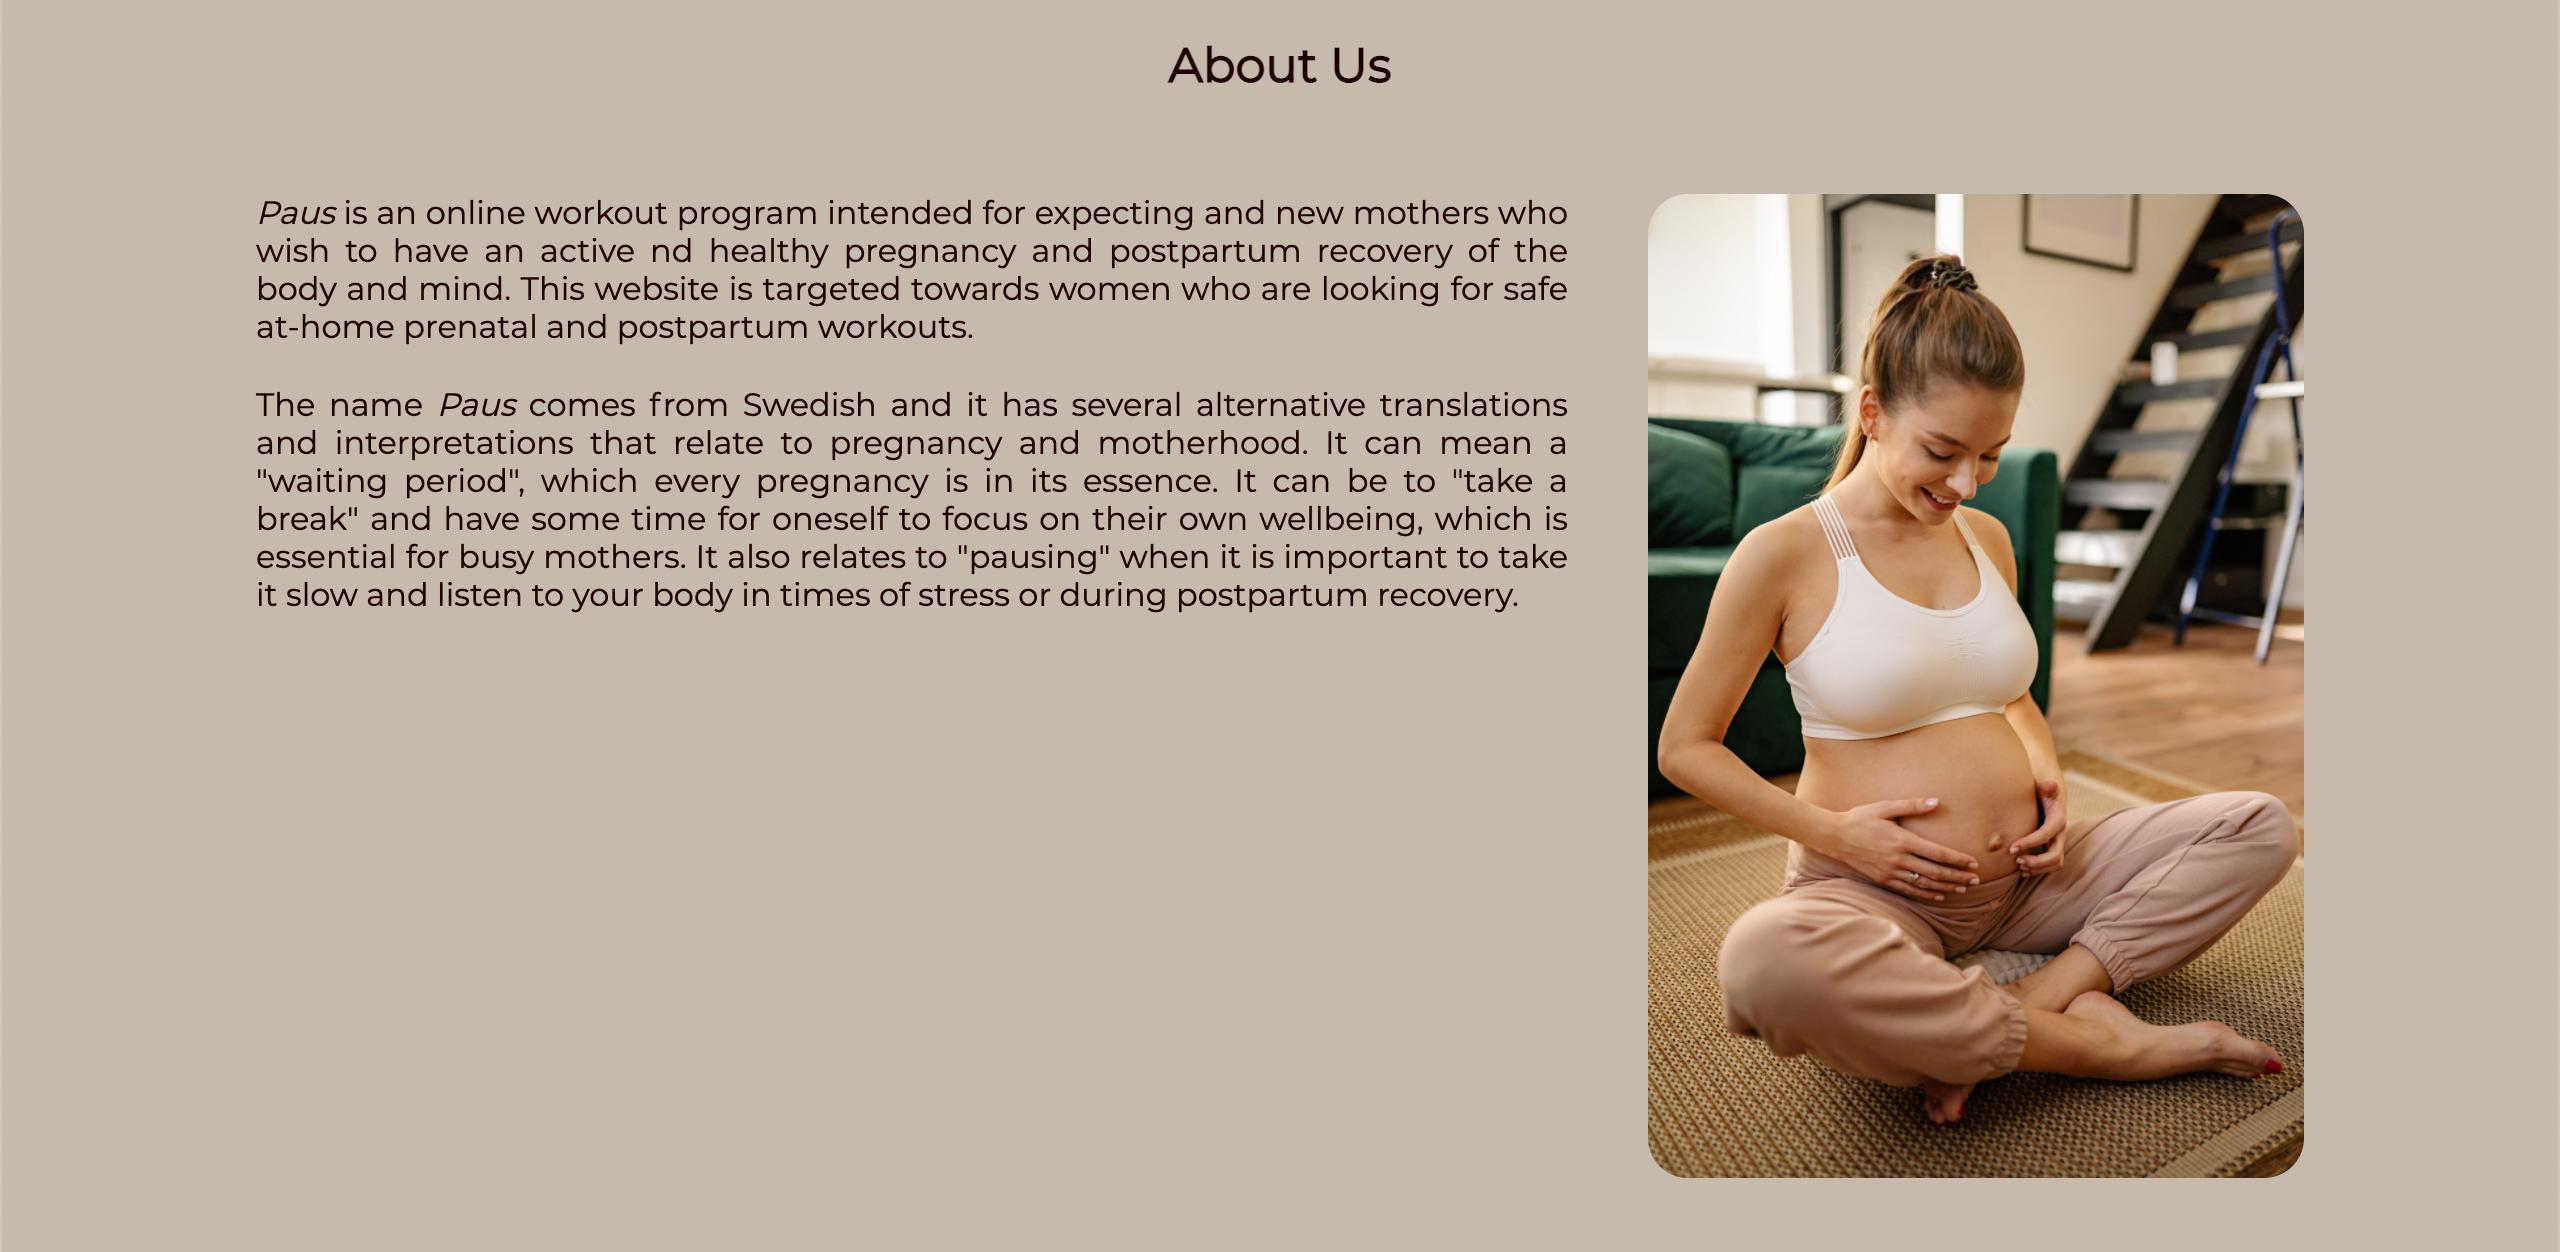 About Us
Paus is an online workout program intended for expecting and new mothers who
wish to have an active nd healthy pregnancy and postpartum recovery of the
body and mind. This website is targeted towards women who are looking for safe
at-home prenatal and postpartum workouts.
The name Paus comes from Swedish and it has several alternative translations
and interpretations that relate to pregnancy and motherhood. It can mean a
"waiting period", which every pregnancy is in its essence. It can be to "take a
break" and have some time for oneself to focus on their own wellbeing, which is
essential for busy mothers. It also relates to "pausing" when it is important to take
it slow and listen to your body in times of stress or during postpartum recovery.